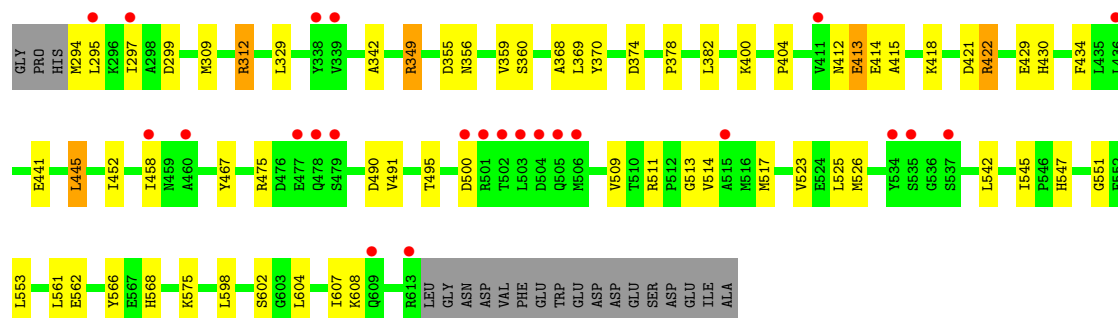 GLY PRO HIS M294 L295 K296 I297 A298 D299 M309 R312 L329 Y338 V339 A342 R349 D355 N356 V359 S360 A368 L369 Y370 D374 P378 L382 K400 P404 V411 N412 E413 E414 A415 K418 D421 R422 E429 H430 F434 L435 L436
E441 L445 I452 I458 N459 A460 Y467 R475 D476 E477 Q478 S479 D490 V491 T495 D500 R501 T502 L503 D504 Q505 M506 V509 T510 R511 P512 G513 V514 A515 M516 M517 V523 E524 L525 M526 Y534 S535 G536 S537 L542 I545 P546 H547 G551 E552
L553 L561 E562 Y566 E567 H568 K575 L598 S602 G603 L604 I607 K608 Q609 R613 LEU GLY ASN ASP VAL PHE GLU TRP GLU ASP ASP GLU SER ASP GLU ILE ALA